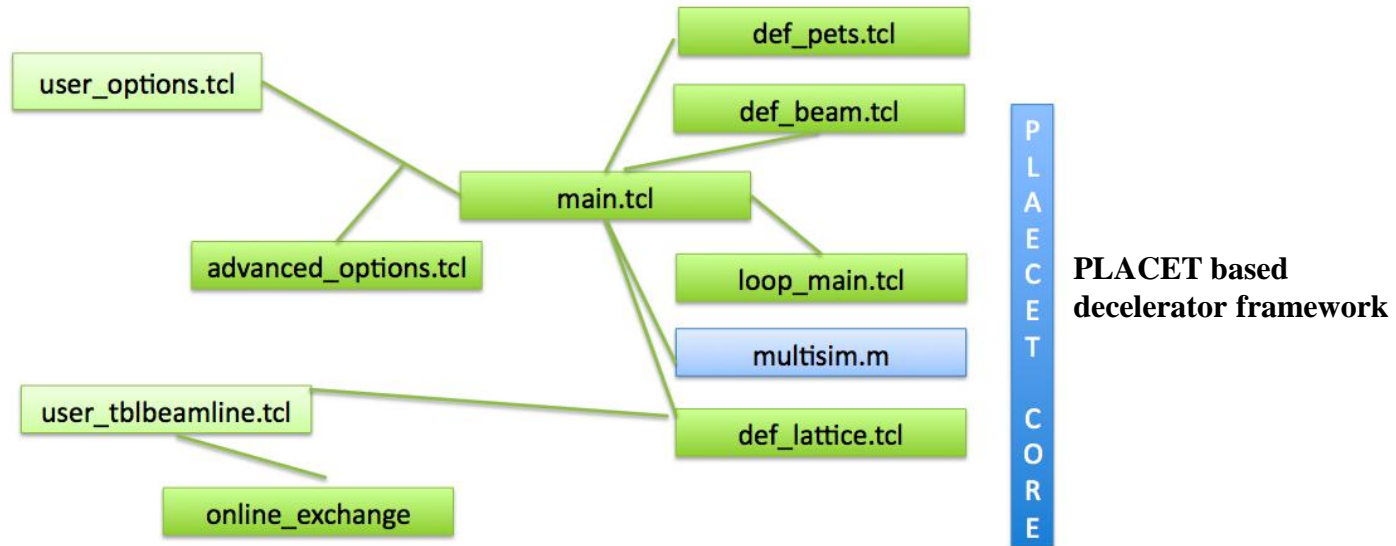 def_pets.tcl
user_options.tcl
def_beam.tcl
main.tcl
advanced_options.tcl
loop_main.tcl
multisim.m
user_tblbeamline.tcl
def_lattice.tcl
online_exchange
P
L
A
E
C
E
T
C
O
R
E
PLACET based
decelerator framework